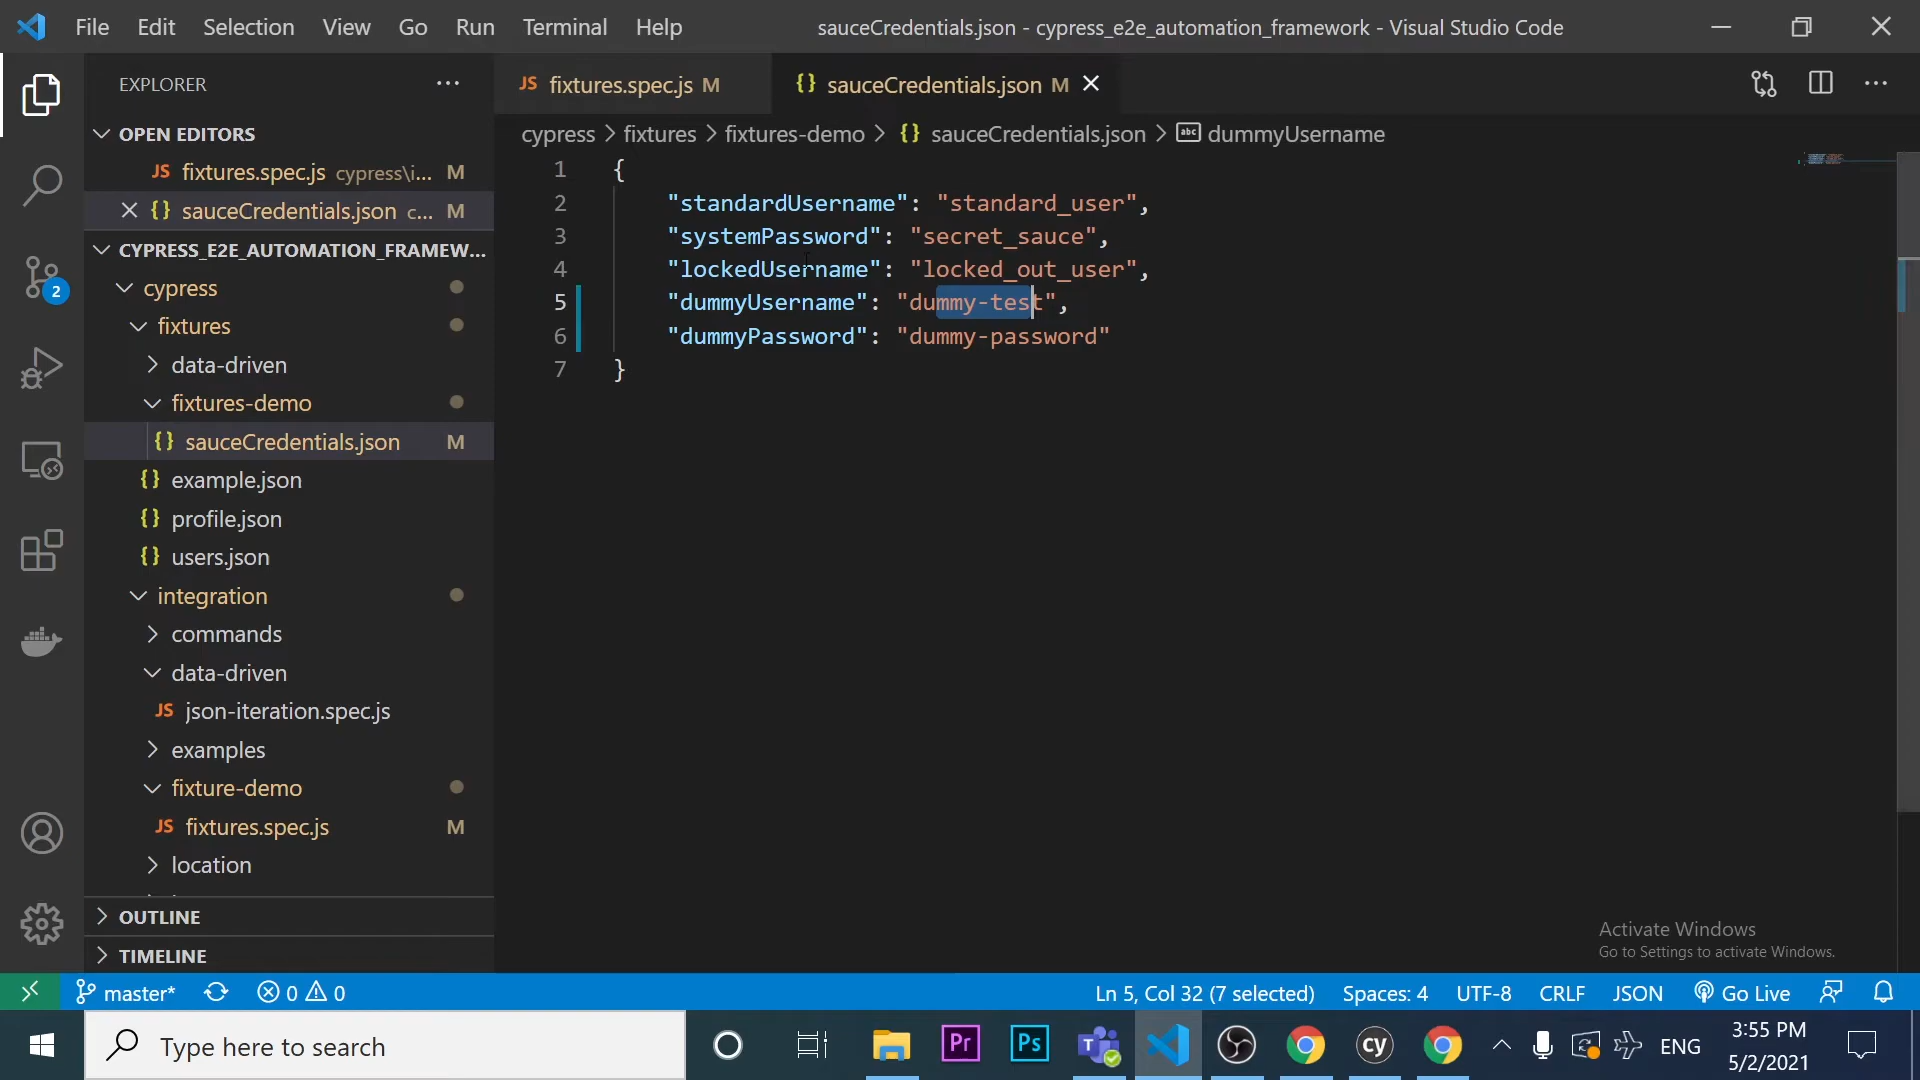 File Edit Selection View Go Run Terminal Help sauceCredentials.json - cypress_e2e_automation_framework - Visual Studio Code
EXPLORER
JS fixtures.spec.js M
{} sauceCredentials.json M
OPEN EDITORS
JS fixtures.spec.js cypress\i... M
{} sauceCredentials.json c... M
CYPRESS_E2E_AUTOMATION_FRAMEW...
cypress
fixtures
data-driven
fixtures-demo
{} sauceCredentials.json M
{} example.json
{} profile.json
{} users.json
integration
commands
data-driven
JS json-iteration.spec.js
examples
fixture-demo
JS fixtures.spec.js M
location
OUTLINE
TIMELINE
2
cypress > fixtures > fixtures-demo > {} sauceCredentials.json > abc dummyUsername
1 {
2 "standardUsername": "standard_user",
3 "systemPassword": "secret_sauce",
4 "lockedUsername": "locked_out_user",
5 "dummyUsername": "dummy-test",
6 "dummyPassword": "dummy-password"
7 }
Activate Windows
Go to Settings to activate Windows.
master* 0 0 Ln 5, Col 32 (7 selected) Spaces: 4 UTF-8 CRLF JSON Go Live
Type here to search
Pr
Ps
T
cy
ENG
3:55 PM
5/2/2021